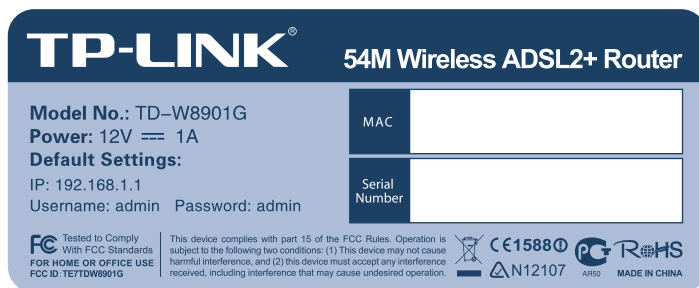 TP-LINK®
54M Wireless ADSL2+ Router
Model No.: TD-W8901G
Power: 12V ⎓ 1A
Default Settings:
IP: 192.168.1.1
Username: admin Password: admin
MAC
Serial
Number
FC Tested to Comply
With FCC Standards
FOR HOME OR OFFICE USE
FCC ID: TE7TDW8901G
This device complies with part 15 of the FCC Rules. Operation is
subject to the following two conditions: (1) This device may not cause
harmful interference, and (2) this device must accept any interference
received, including interference that may cause undesired operation.
CE1588!
N12107
РСТ
АЯ50
RoHS
MADE IN CHINA